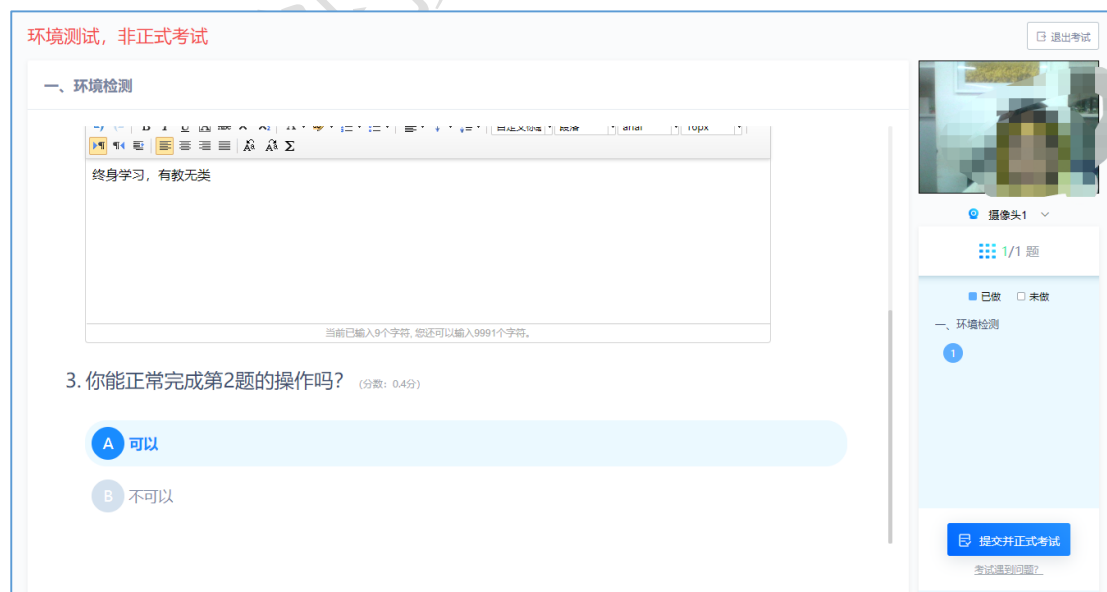 环境测试，非正式考试
退出考试
一、环境检测
终身学习，有教无类
当前已输入9个字符, 您还可以输入9991个字符。
3. 你能正常完成第2题的操作吗？ (分数：0.4分)
A 可以
B 不可以
摄像头1
1/1 题
已做 未做
一、环境检测
1
提交并正式考试
考试遇到问题？